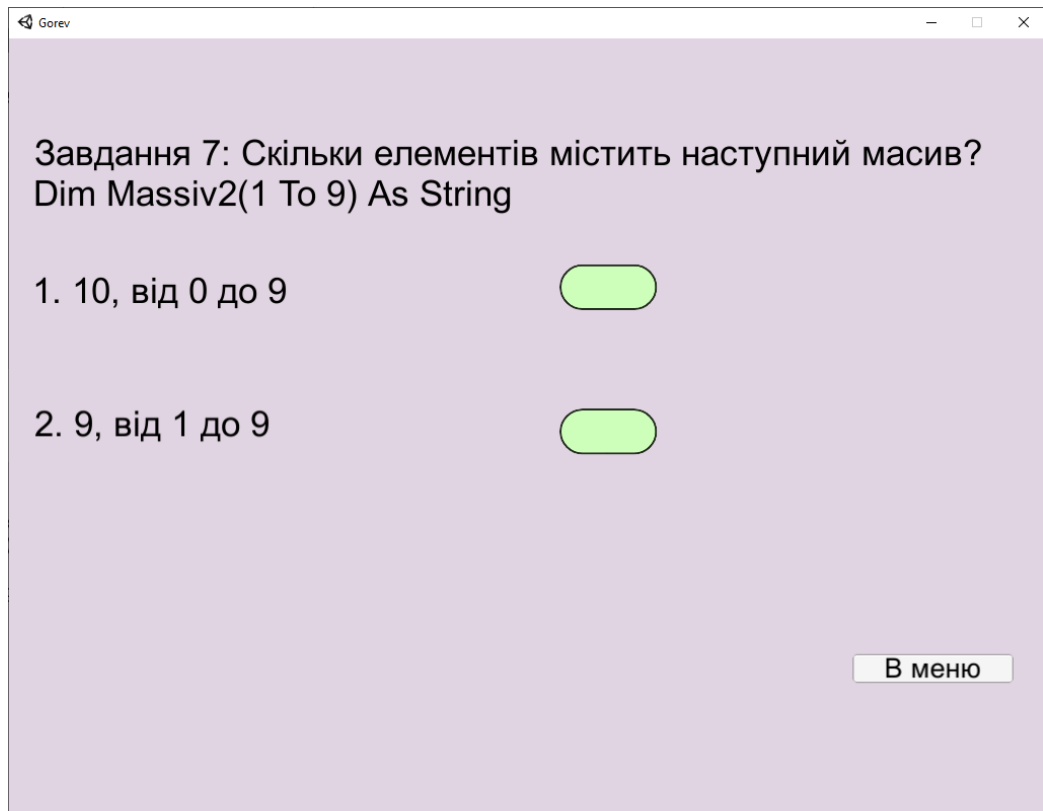 Gorev
Завдання 7: Скільки елементів містить наступний масив?
Dim Massiv2(1 To 9) As String
1. 10, від 0 до 9
2. 9, від 1 до 9
В меню